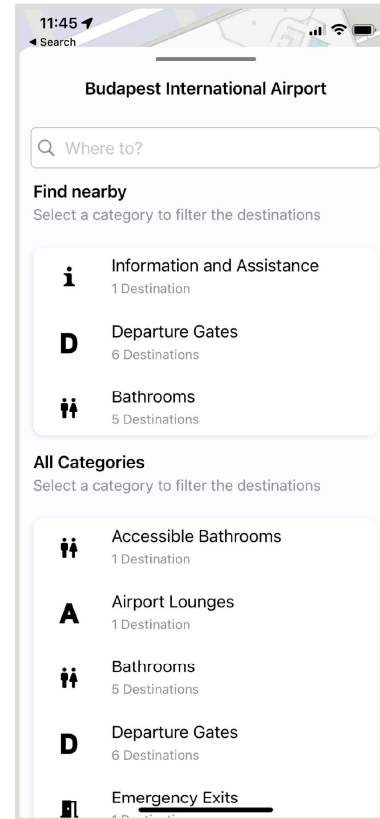 11:45
Search
Budapest International Airport
Where to?
Find nearby
Select a category to filter the destinations
Information and Assistance
1 Destination
D
Departure Gates
6 Destinations
Bathrooms
5 Destinations
All Categories
Select a category to filter the destinations
Accessible Bathrooms
1 Destination
A
Airport Lounges
1 Destination
Bathrooms
5 Destinations
D
Departure Gates
6 Destinations
Emergency Exits